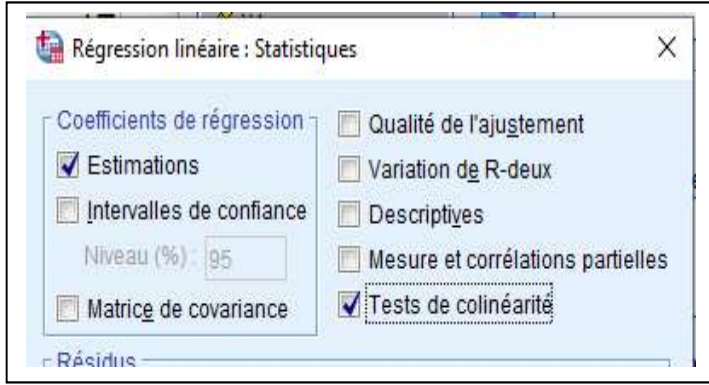 Régression linéaire : Statistiques
Coefficients de régression
Estimations
Intervalles de confiance
Niveau (%) : 95
Matrice de covariance
Qualité de l'ajustement
Variation de R-deux
Descriptives
Mesure et corrélations partielles
Tests de colinéarité
Résidus